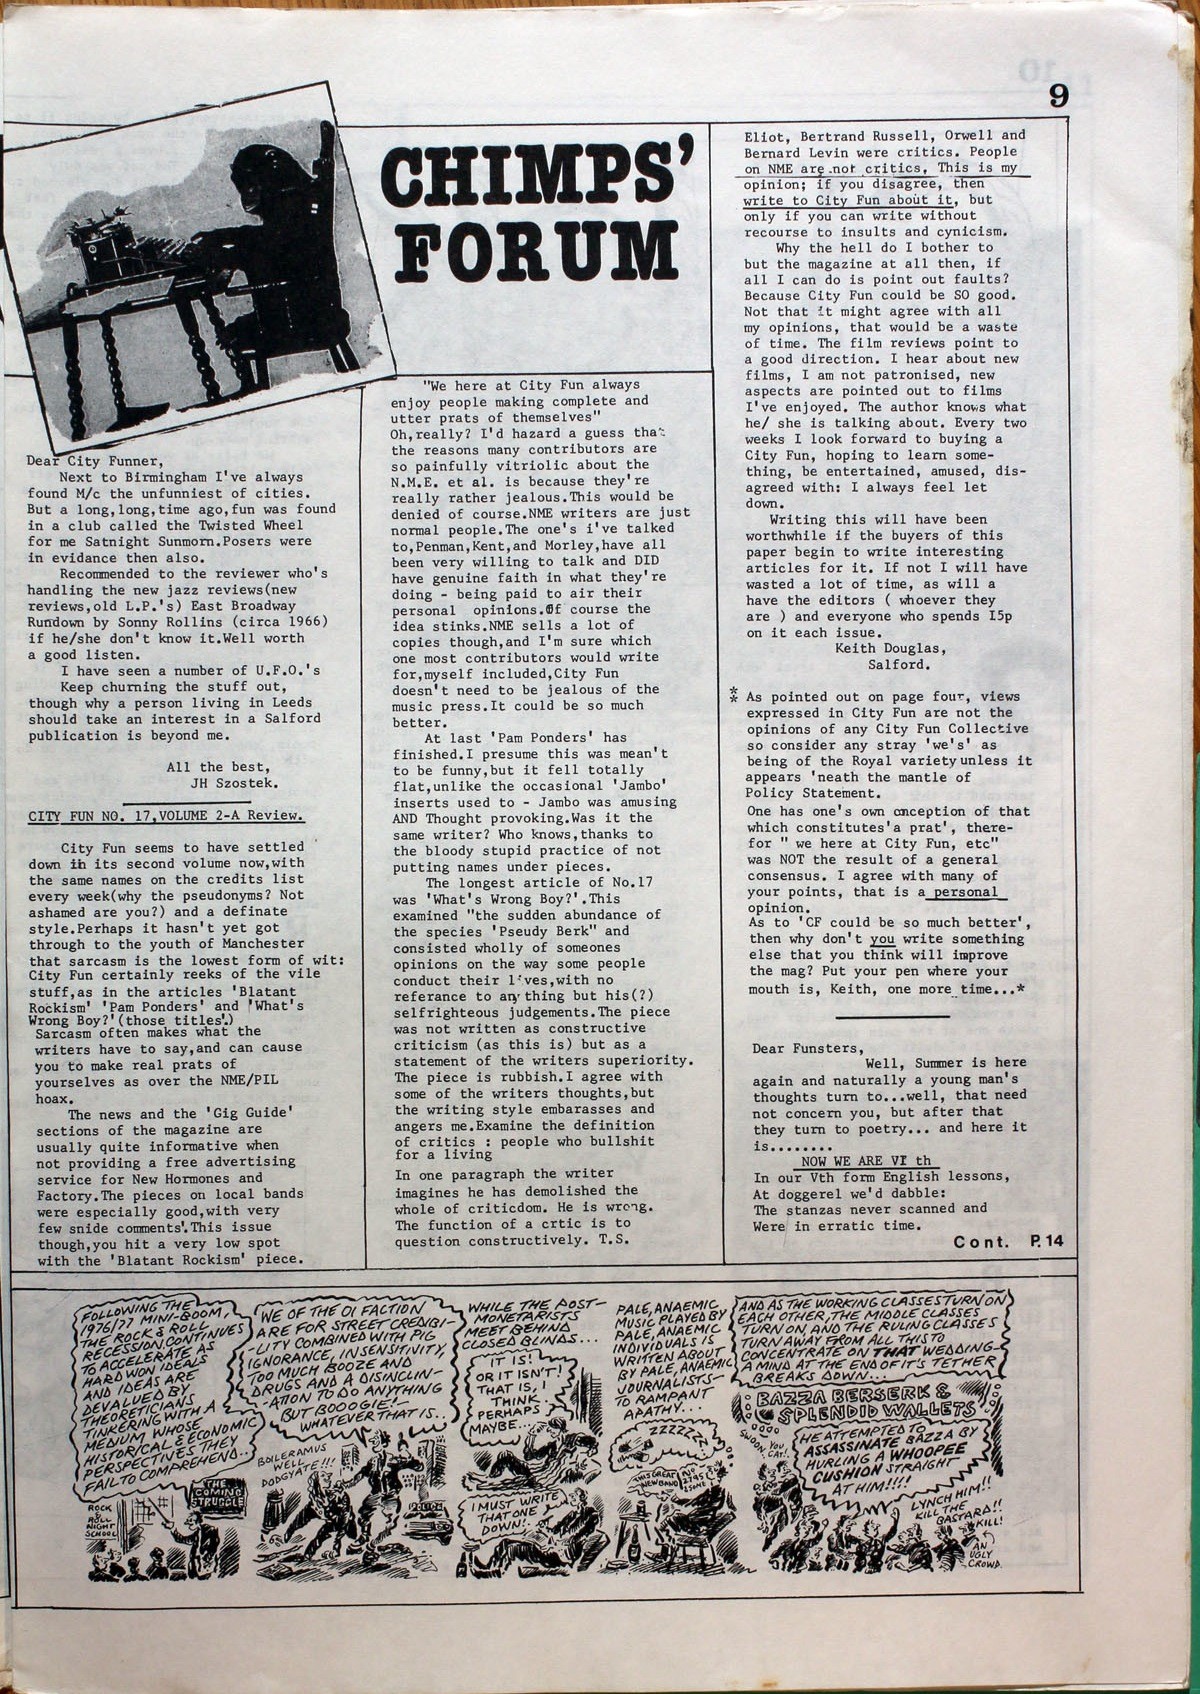 9
CHIMPS'
FORUM
Dear City Funner,
Next to Birmingham I've always
found M/c the unfunniest of cities.
But a long,long,time ago,fun was found
in a club called the Twisted Wheel
for me Satnight Sunmorn.Posers were
in evidance then also.
Recommended to the reviewer who's
handling the new jazz reviews(new
reviews,old L.P.'s) East Broadway
Rundown by Sonny Rollins (circa 1966)
if he/she don't know it.Well worth
a good listen.
I have seen a number of U.F.O.'s
Keep churning the stuff out,
though why a person living in Leeds
should take an interest in a Salford
publication is beyond me.
All the best,
JH Szostek.
CITY FUN NO. 17,VOLUME 2-A Review.
City Fun seems to have settled
down in its second volume now,with
the same names on the credits list
every week(why the pseudonyms? Not
ashamed are you?) and a definate
style.Perhaps it hasn't yet got
through to the youth of Manchester
that sarcasm is the lowest form of wit:
City Fun certainly reeks of the vile
stuff,as in the articles 'Blatant
Rockism' 'Pam Ponders' and 'What's
Wrong Boy?'(those titles!.)
Sarcasm often makes what the
writers have to say,and can cause
you to make real prats of
yourselves as over the NME/PIL
hoax.
The news and the 'Gig Guide'
sections of the magazine are
usually quite informative when
not providing a free advertising
service for New Hormones and
Factory.The pieces on local bands
were especially good,with very
few snide comments'.This issue
though,you hit a very low spot
with the 'Blatant Rockism' piece.
"We here at City Fun always
enjoy people making complete and
utter prats of themselves"
Oh,really? I'd hazard a guess that
the reasons many contributors are
so painfully vitriolic about the
N.M.E. et al. is because they're
really rather jealous.This would be
denied of course.NME writers are just
normal people.The one's i've talked
to,Penman,Kent,and Morley,have all
been very willing to talk and DID
have genuine faith in what they're
doing - being paid to air their
personal opinions.Of course the
idea stinks.NME sells a lot of
copies though,and I'm sure which
one most contributors would write
for,myself included,City Fun
doesn't need to be jealous of the
music press.It could be so much
better.
At last 'Pam Ponders' has
finished.I presume this was mean't
to be funny,but it fell totally
flat,unlike the occasional 'Jambo'
inserts used to - Jambo was amusing
AND Thought provoking.Was it the
same writer? Who knows,thanks to
the bloody stupid practice of not
putting names under pieces.
The longest article of No.17
was 'What's Wrong Boy?'.This
examined "the sudden abundance of
the species 'Pseudy Berk" and
consisted wholly of someones
opinions on the way some people
conduct their lives,with no
referance to any thing but his(?)
selfrighteous judgements.The piece
was not written as constructive
criticism (as this is) but as a
statement of the writers superiority.
The piece is rubbish.I agree with
some of the writers thoughts,but
the writing style embarasses and
angers me.Examine the definition
of critics : people who bullshit
for a living
In one paragraph the writer
imagines he has demolished the
whole of criticdom. He is wrong.
The function of a crtic is to
question constructively. T.S.
Eliot, Bertrand Russell, Orwell and
Bernard Levin were critics. People
on NME are not critics, This is my
opinion; if you disagree, then
write to City Fun about it, but
only if you can write without
recourse to insults and cynicism.
Why the hell do I bother to
but the magazine at all then, if
all I can do is point out faults?
Because City Fun could be SO good.
Not that it might agree with all
my opinions, that would be a waste
of time. The film reviews point to
a good direction. I hear about new
films, I am not patronised, new
aspects are pointed out to films
I've enjoyed. The author knows what
he/ she is talking about. Every two
weeks I look forward to buying a
City Fun, hoping to learn some-
thing, be entertained, amused, dis-
agreed with: I always feel let
down.
Writing this will have been
worthwhile if the buyers of this
paper begin to write interesting
articles for it. If not I will have
wasted a lot of time, as will a
have the editors ( whoever they
are ) and everyone who spends I5p
on it each issue.
Keith Douglas,
Salford.
** As pointed out on page four, views
expressed in City Fun are not the
opinions of any City Fun Collective
so consider any stray 'we's' as
being of the Royal variety unless it
appears 'neath the mantle of
Policy Statement.
One has one's own onception of that
which constitutes'a prat', there-
for " we here at City Fun, etc"
was NOT the result of a general
consensus. I agree with many of
your points, that is a personal
opinion.
As to 'CF could be so much better',
then why don't you write something
else that you think will improve
the mag? Put your pen where your
mouth is, Keith, one more time...*
Dear Funsters,
Well, Summer is here
again and naturally a young man's
thoughts turn to...well, that need
not concern you, but after that
they turn to poetry... and here it
is........
NOW WE ARE VI th
In our Vth form English lessons,
At doggerel we'd dabble:
The stanzas never scanned and
Were in erratic time.
Cont. P.14
FOLLOWING THE
1976/77 MINI-BOOM,
THE ROCK & ROLL
RECESSION CONTINUES
TO ACCELERATE AS
HARD WON IDEALS
AND IDEAS ARE
DEVALUED BY
THEORETICIANS
TINKERING WITH A
MEDIUM WHOSE
HISTORICAL & ECONOMIC
PERSPECTIVES THEY
FAIL TO COMPREHEND..
ROCK
& ROLL
NIGHT
SCHOOL
THE
COMING
STRUGGLE
WE OF THE OI FACTION
ARE FOR STREET CREDIBI-
-LITY COMBINED WITH PIG
IGNORANCE, INSENSITIVITY,
TOO MUCH BOOZE AND
DRUGS AND A DISINCLIN-
-ATION TO DO ANYTHING
BUT BOOOGIE!—
WHATEVER THAT IS..
BOILERAMUS
WELL
DODGYATE!!!
POLICE
WHILE THE POST-
MONETARISTS
MEET BEHIND
CLOSED BLINDS...
IT IS!
OR IT ISN'T!
THAT IS, I
THINK
PERHAPS
MAYBE...
I MUST WRITE
THAT ONE
DOWN!..
PALE, ANAEMIC
MUSIC PLAYED BY
PALE, ANAEMIC
INDIVIDUALS IS
WRITTEN ABOUT
BY PALE, ANAEMIC
JOURNALISTS-
TO RAMPANT
APATHY...
ZZZZZZZ..
THIS GREAT
NEW BAND
AND AS THE WORKING CLASSES TURN ON
EACH OTHER, THE MIDDLE CLASSES
TURN ON, AND THE RULING CLASSES
TURN AWAY FROM ALL THIS TO
CONCENTRATE ON THAT WEDDING-
A MIND AT THE END OF IT'S TETHER
BREAKS DOWN...
BAZZA BERSERK &
SPLENDID WALLETS
SWOON, YOU
CAT!
HE ATTEMPTED TO
ASSASSINATE BAZZA BY
HURLING A WHOOPEE
CUSHION STRAIGHT
AT HIM!!!!
LYNCH HIM!!
KILL THE
BASTARD!!
KILL!
AN
UGLY
CROWD.